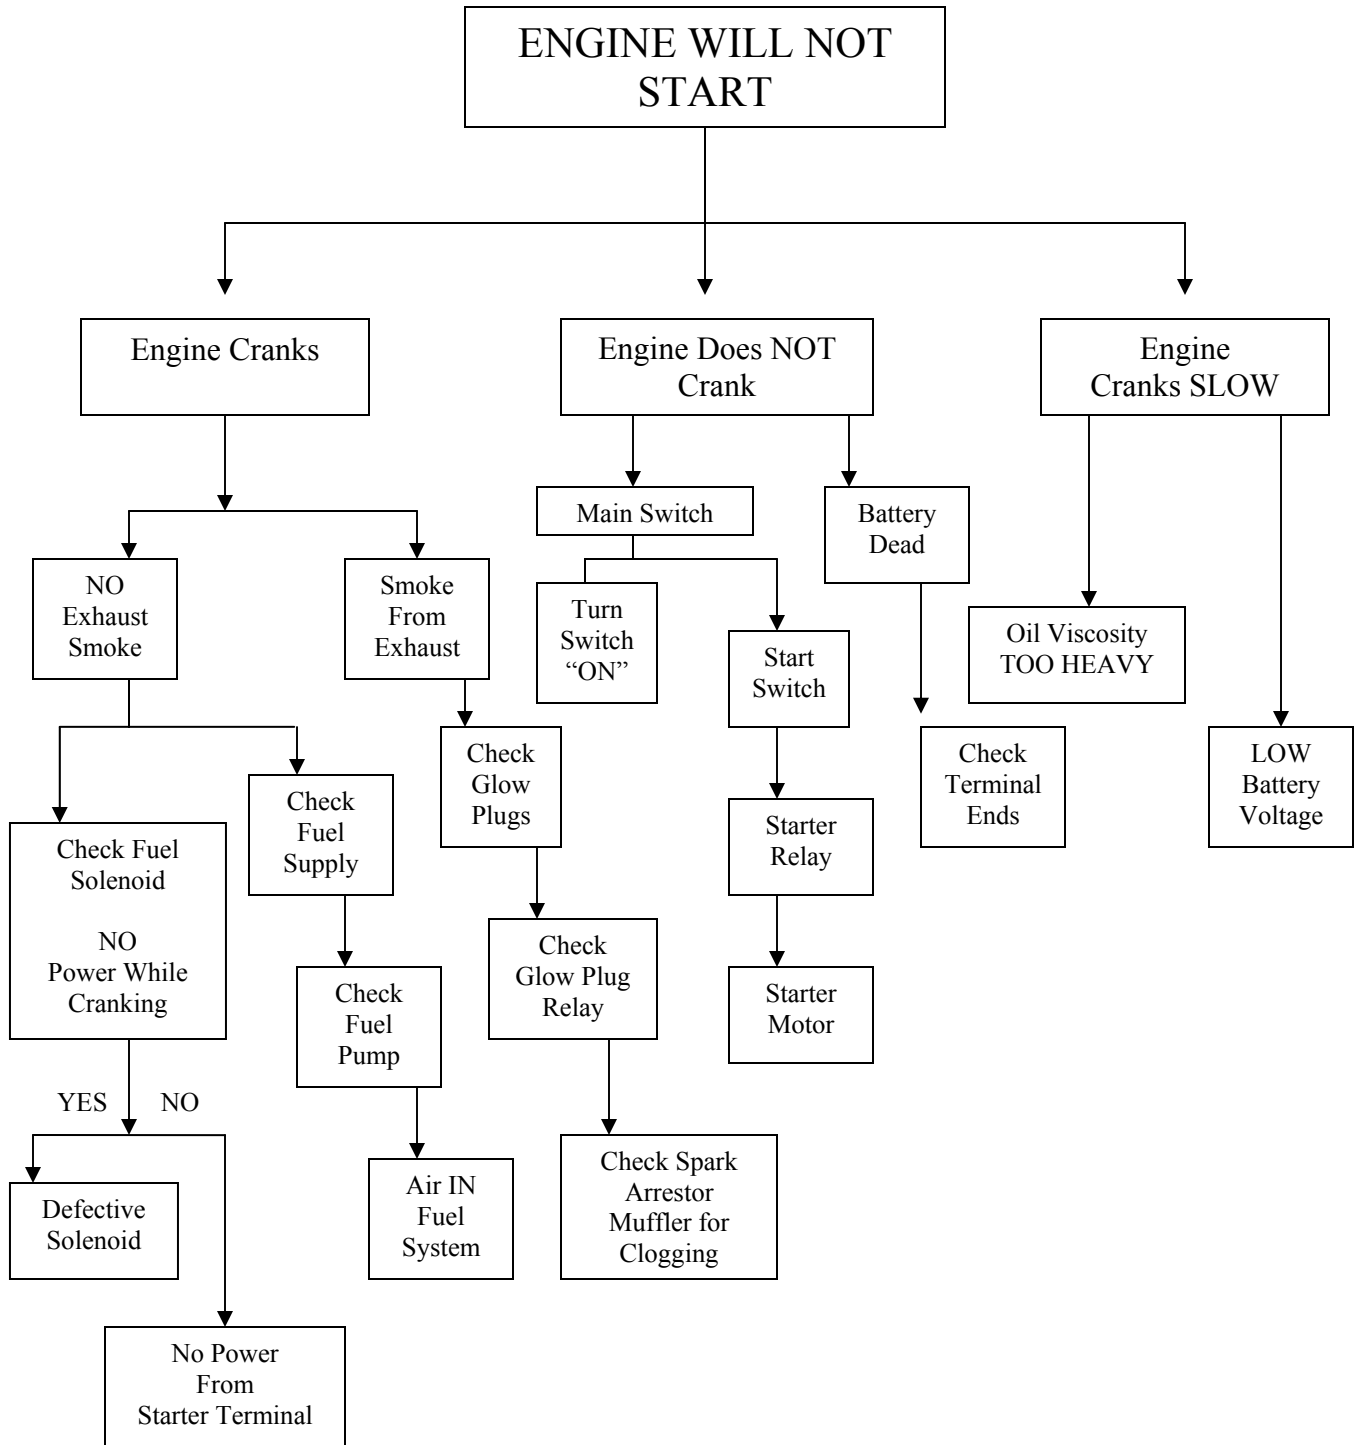 ENGINE WILL NOT
START
Engine Cranks
Engine Does NOT
Crank
Engine
Cranks SLOW
Main Switch
Battery
Dead
NO
Exhaust
Smoke
Smoke
From
Exhaust
Turn
Switch
“ON”
Start
Switch
Oil Viscosity
TOO HEAVY
Check Fuel
Solenoid
NO
Power While
Cranking
Check
Fuel
Supply
Check
Glow
Plugs
Starter
Relay
Check
Terminal
Ends
LOW
Battery
Voltage
Check
Fuel
Pump
Check
Glow Plug
Relay
Starter
Motor
YES NO
Defective
Solenoid
Air IN
Fuel
System
Check Spark
Arrestor
Muffler for
Clogging
No Power
From
Starter Terminal